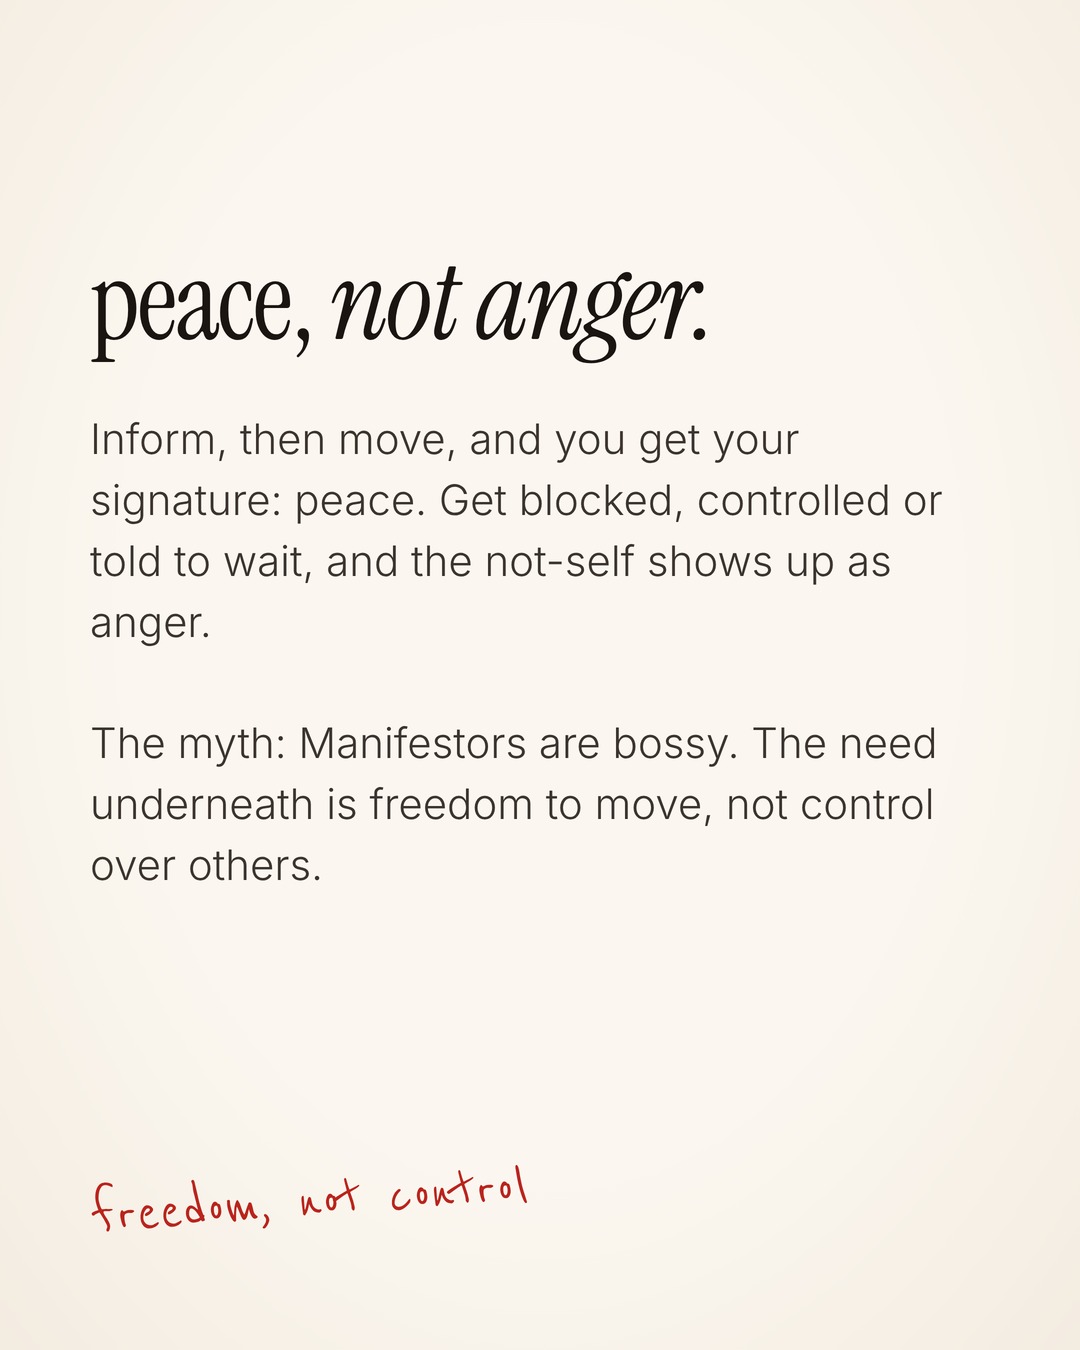 peace, not anger.
Inform, then move, and you get your
signature: peace. Get blocked, controlled or
told to wait, and the not-self shows up as
anger.
The myth: Manifestors are bossy. The need
underneath is freedom to move, not control
over others.
freedom, not control